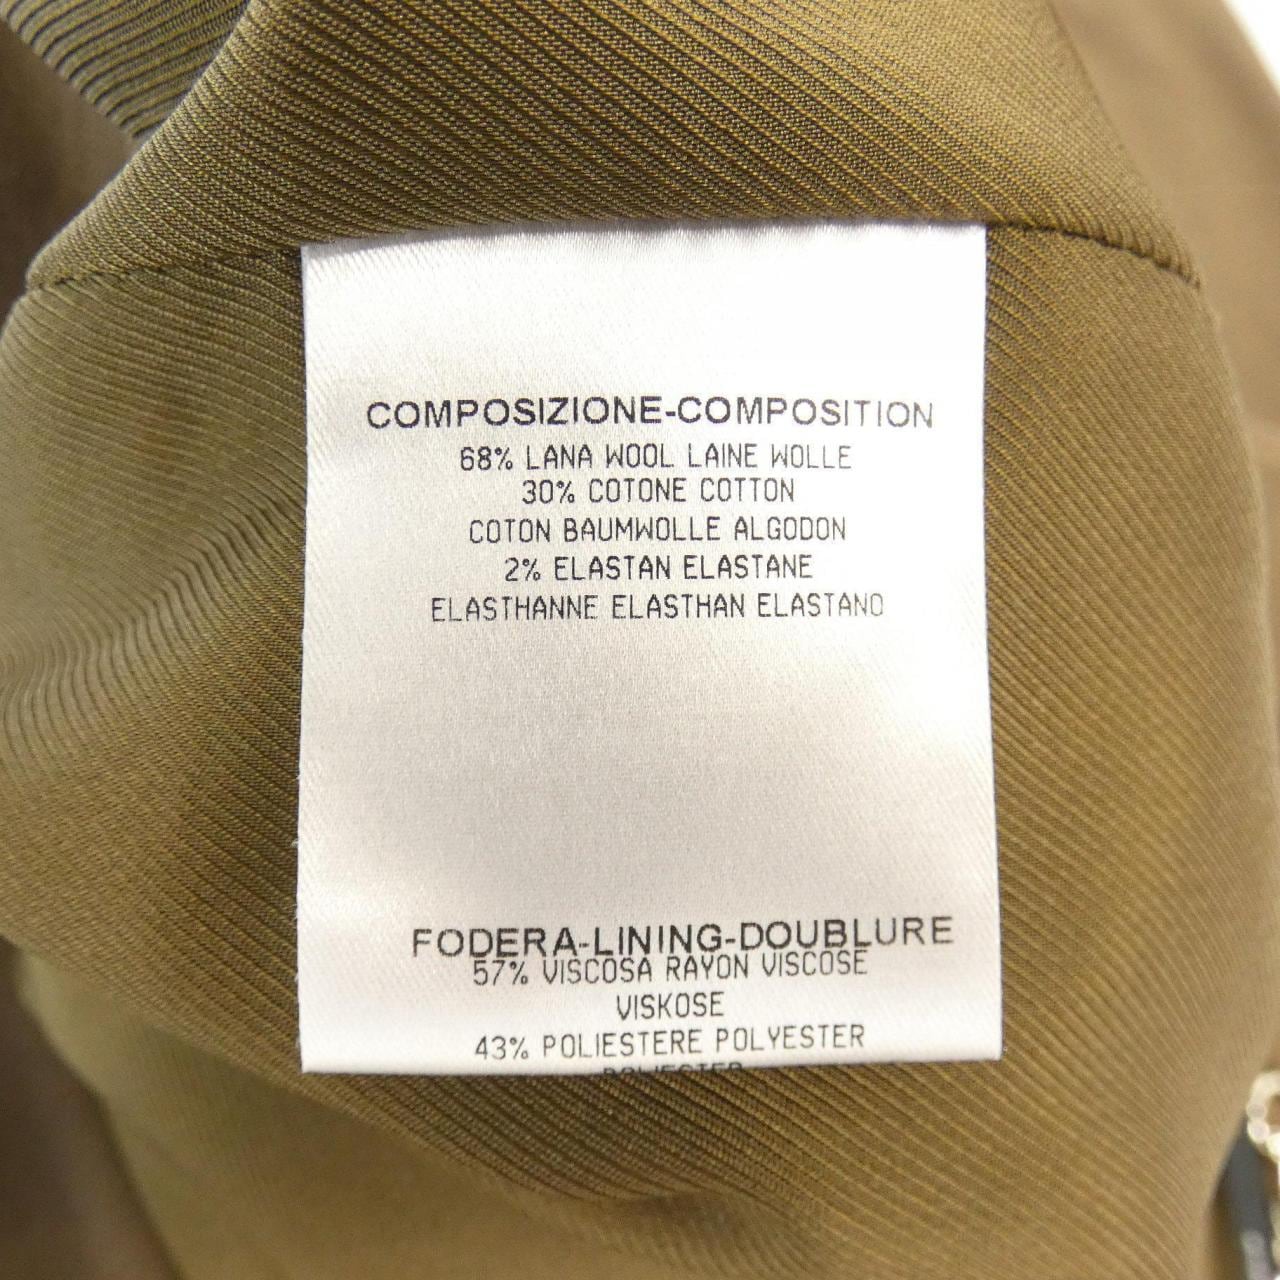 COMPOSIZIONE-COMPOSITION
68% LANA WOOL LAINE WOLLE
30% COTONE COTTON
COTON BAUMWOLLE ALGODON
2% ELASTAN ELASTANE
ELASTHANNE ELASTHAN ELASTANO
FODERA-LINING-DOUBLURE
57% VISCOSA RAYON VISCOSE
VISKOSE
43% POLIESTERE POLYESTER
POLIESTER